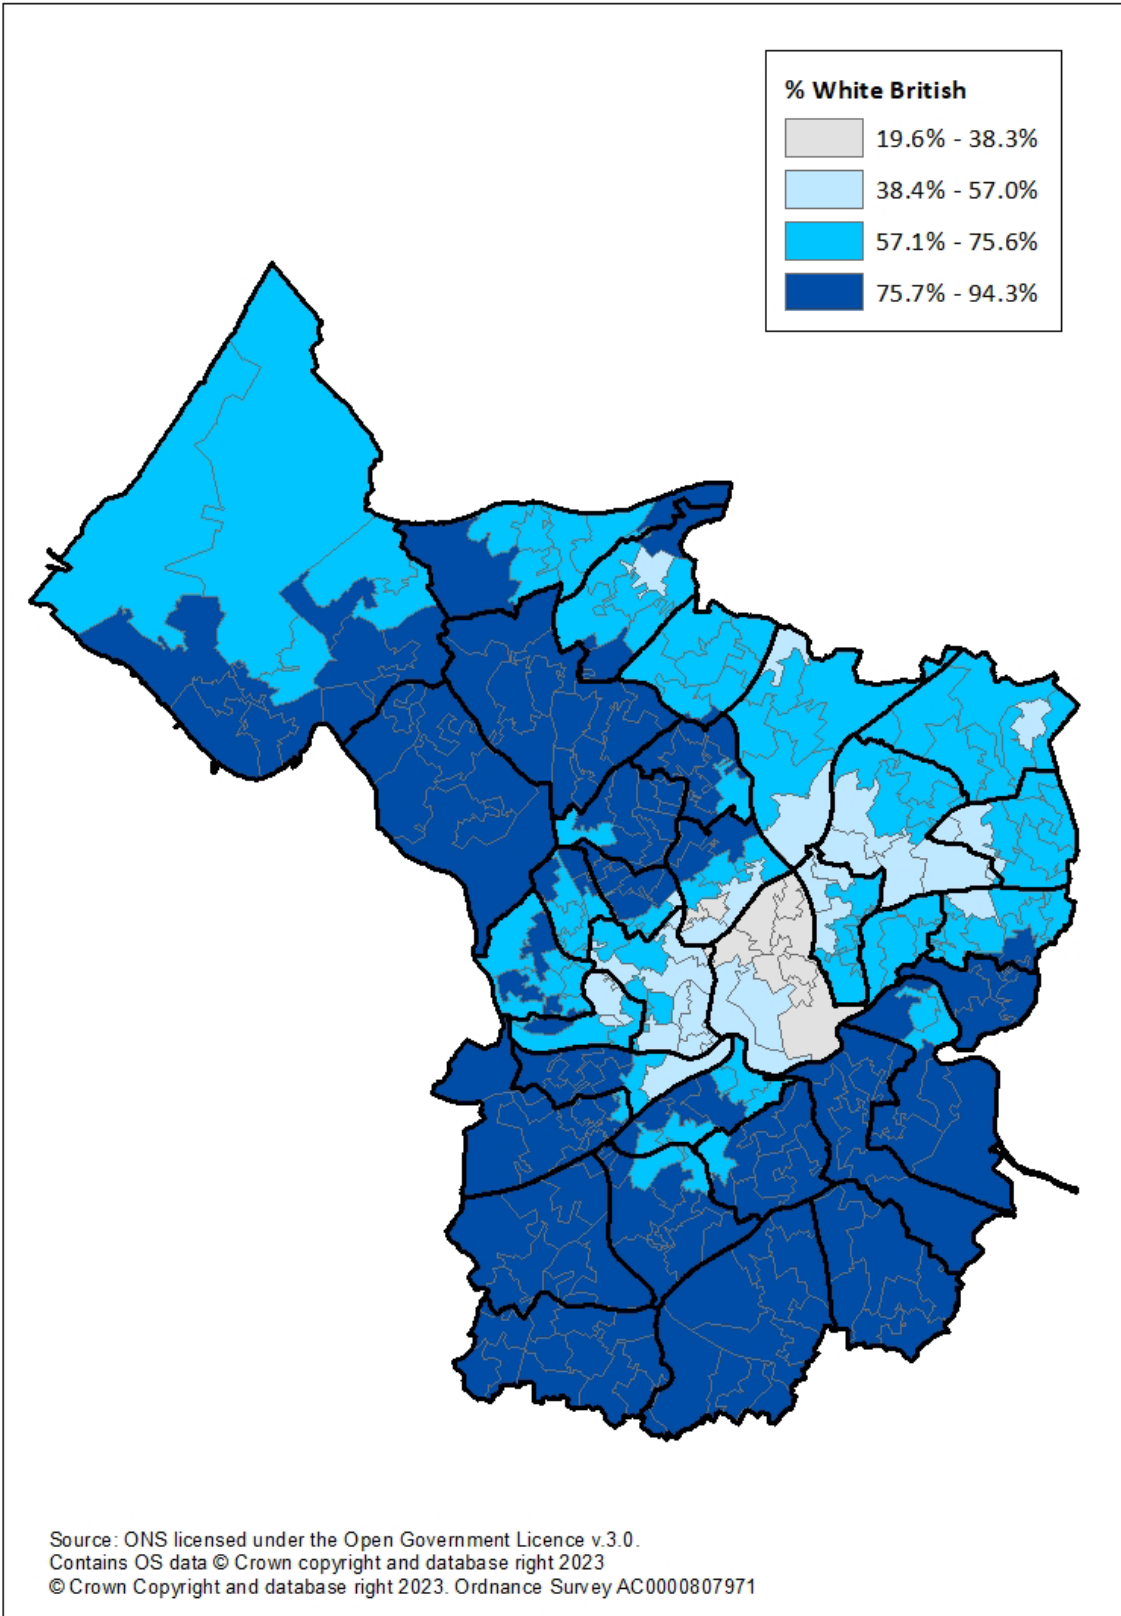 % White British
19.6% - 38.3%
38.4% - 57.0%
57.1% - 75.6%
75.7% - 94.3%
Source: ONS licensed under the Open Government Licence v.3.0.
Contains OS data © Crown copyright and database right 2023
© Crown Copyright and database right 2023. Ordnance Survey AC0000807971